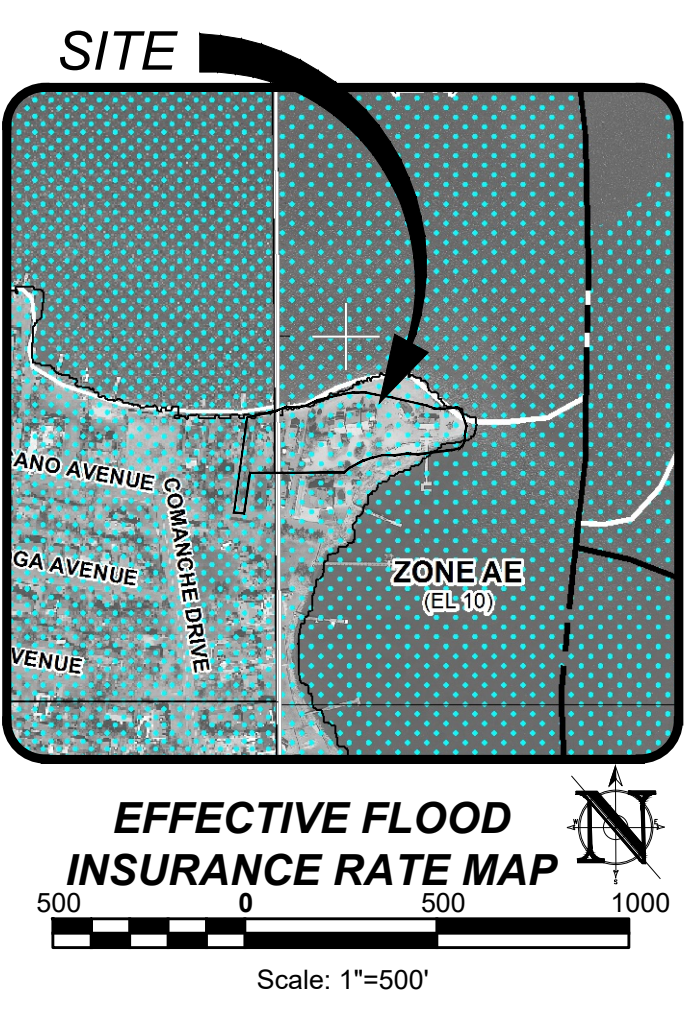 SITE
ANO AVENUE
COMANCHE DRIVE
GA AVENUE
VENUE
ZONE AE
(EL 10)
EFFECTIVE FLOOD
INSURANCE RATE MAP
N
W
E
S
500 0 500 1000
Scale: 1"=500'